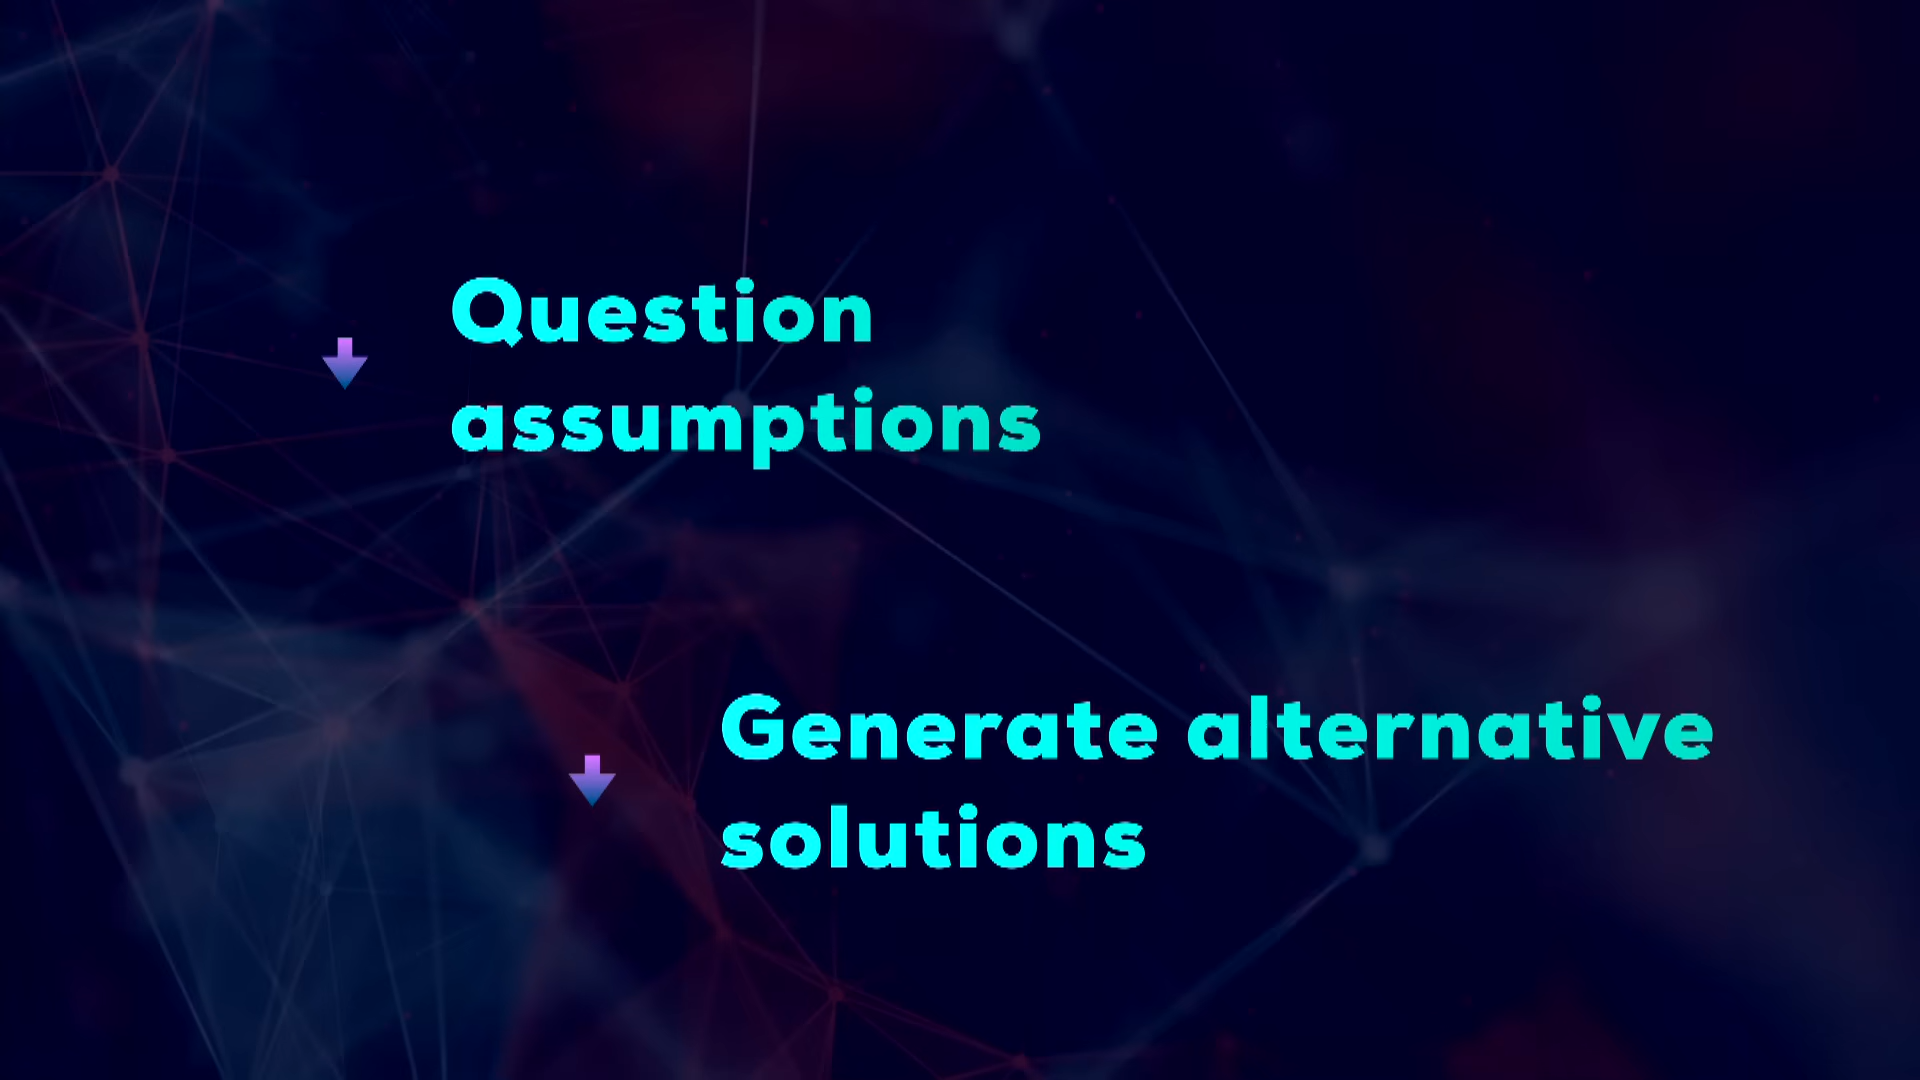 Question
assumptions
Generate alternative
solutions